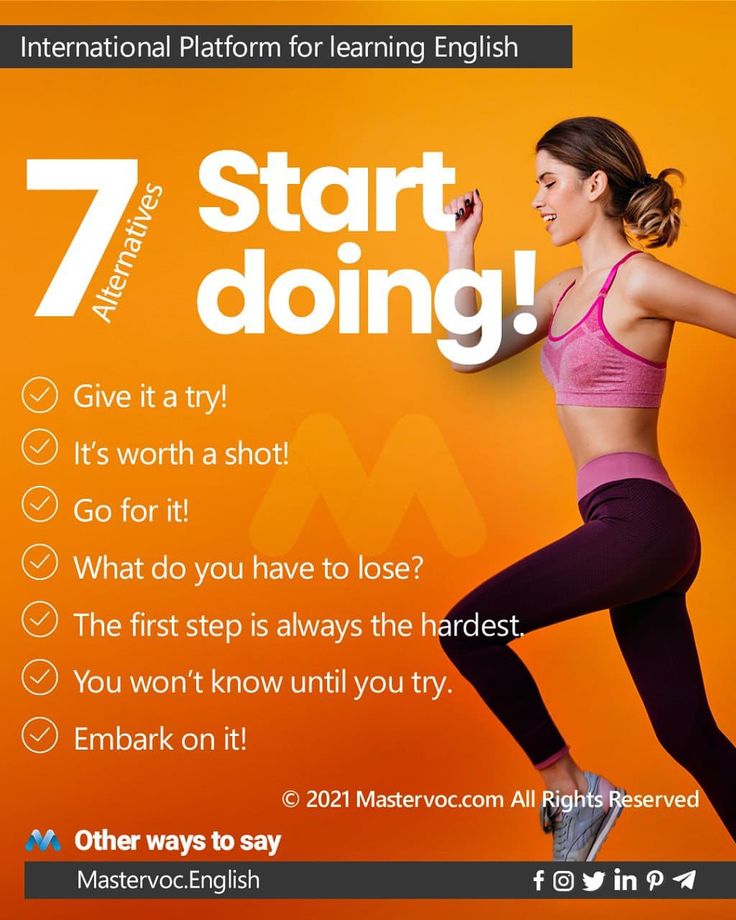 International Platform for learning English
7
Alternatives
Start
doing!
Give it a try!
It’s worth a shot!
Go for it!
What do you have to lose?
The first step is always the hardest.
You won’t know until you try.
Embark on it!
© 2021 Mastervoc.com All Rights Reserved
Other ways to say
Mastervoc.English